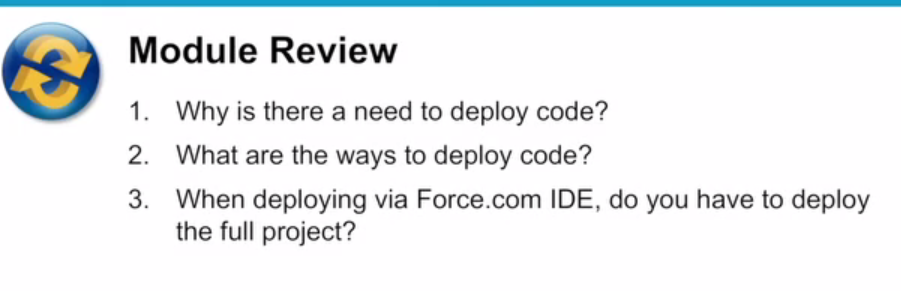 Module Review
1. Why is there a need to deploy code?
2. What are the ways to deploy code?
3. When deploying via Force.com IDE, do you have to deploy
the full project?